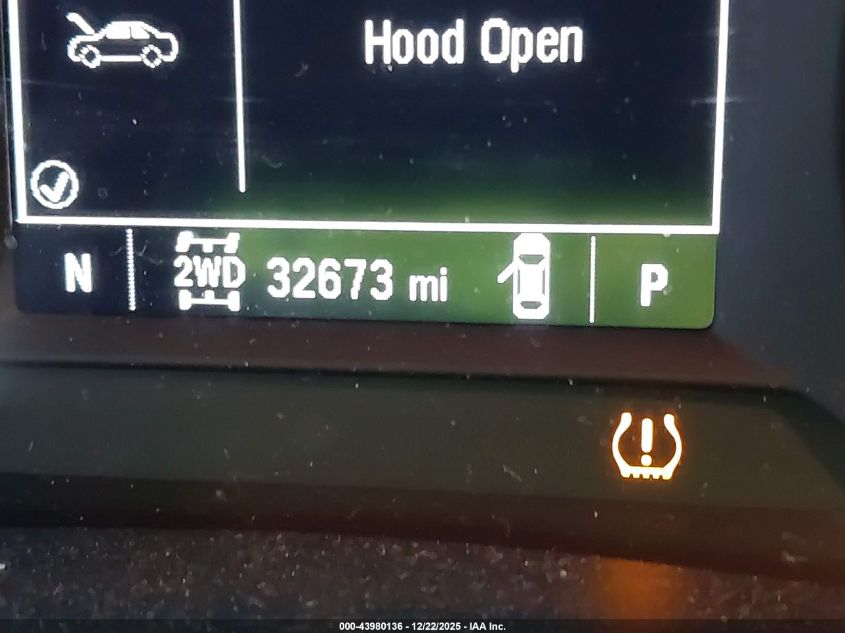 Hood Open
N 2WD 32673 mi P
000-43980136 - 12/22/2025 - IAA Inc.